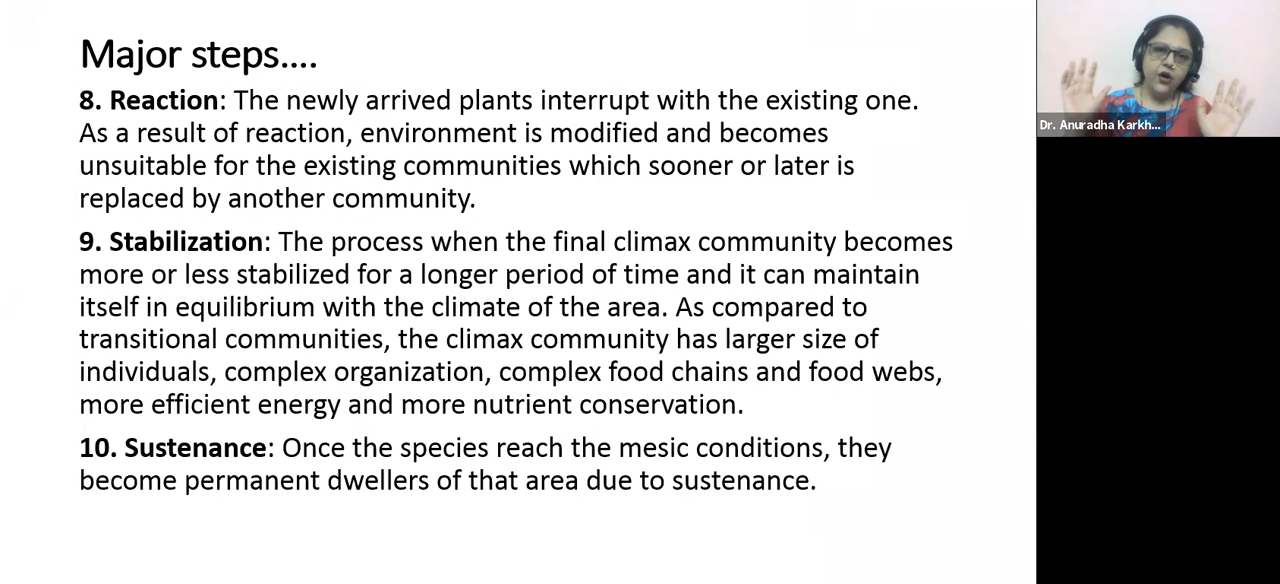 Major steps....
8. Reaction: The newly arrived plants interrupt with the existing one.
As a result of reaction, environment is modified and becomes
unsuitable for the existing communities which sooner or later is
replaced by another community.
9. Stabilization: The process when the final climax community becomes
more or less stabilized for a longer period of time and it can maintain
itself in equilibrium with the climate of the area. As compared to
transitional communities, the climax community has larger size of
individuals, complex organization, complex food chains and food webs,
more efficient energy and more nutrient conservation.
10. Sustenance: Once the species reach the mesic conditions, they
become permanent dwellers of that area due to sustenance.
Dr. Anuradha Karkh...